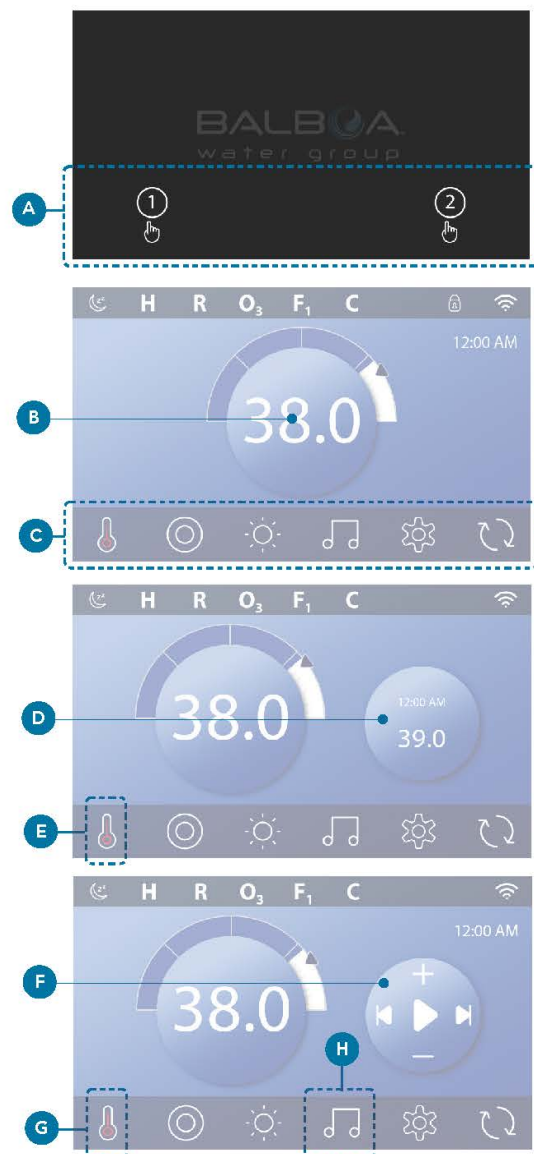 BALBOA
water group
A
1
2
H R O₃ F₁ C
12:00 AM
B
38.0
C
H R O₃ F₁ C
D
38.0
12:00 AM
39.0
E
H R O₃ F₁ C
12:00 AM
F
38.0
H
G